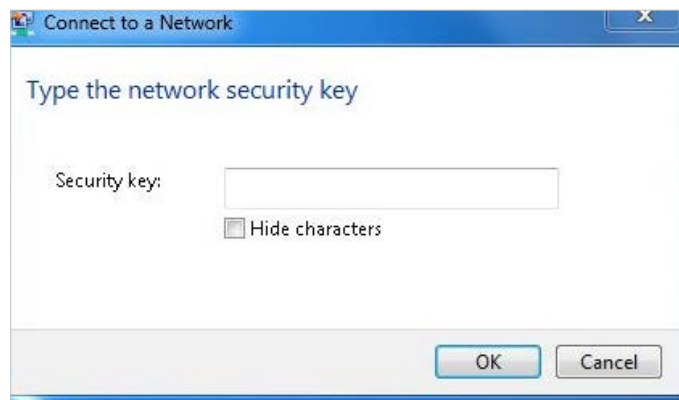 Connect to a Network
Type the network security key
Security key:
Hide characters
OK
Cancel